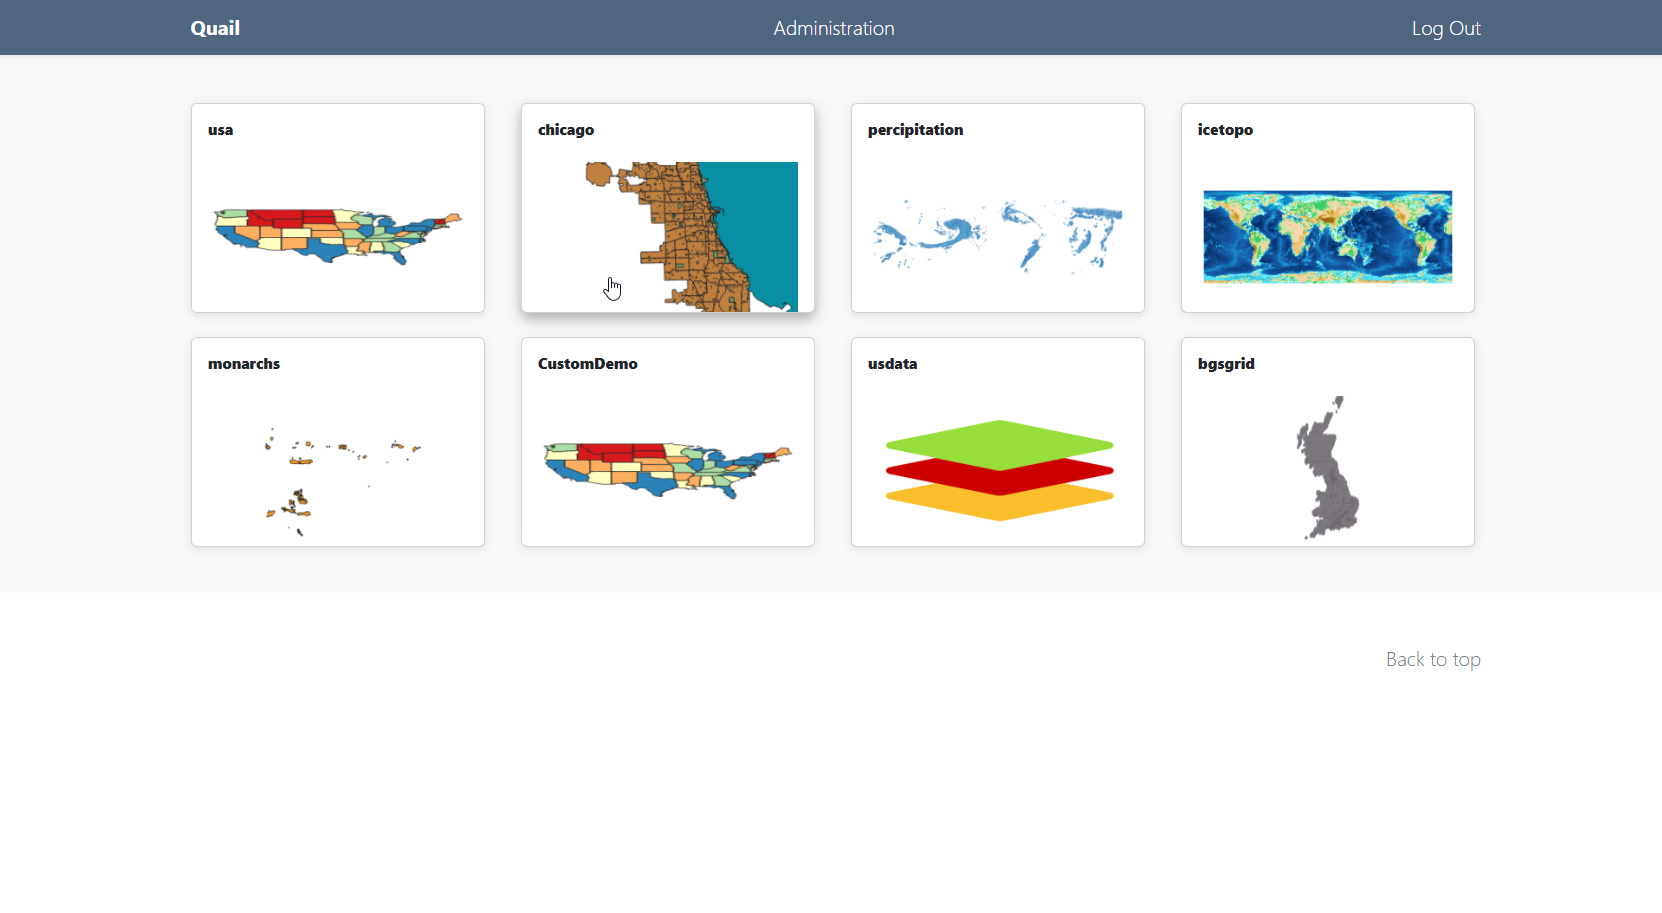 Quail
Administration
Log Out
usa
chicago
percipitation
icetopo
monarchs
CustomDemo
usdata
bgsgrid
Back to top